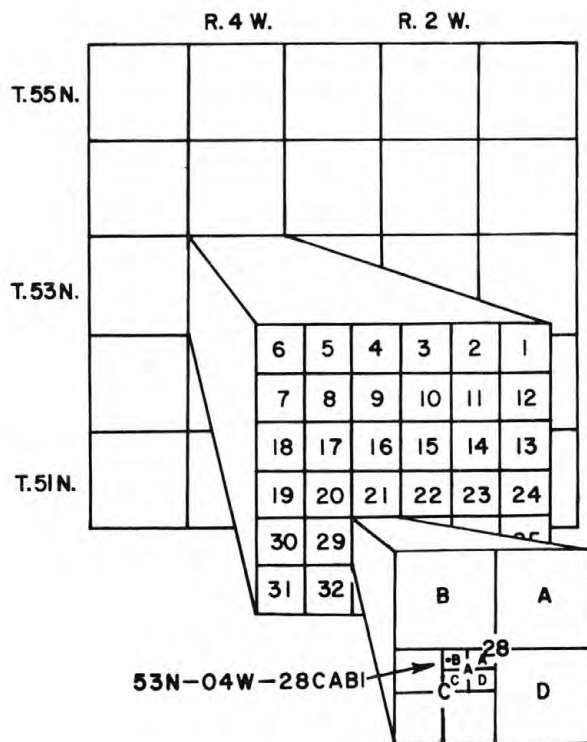 R. 4 W. R. 2 W.
T. 55 N.
T. 53 N.
6 5 4 3 2 1
7 8 9 10 11 12
18 17 16 15 14 13
T. 51 N.
19 20 21 22 23 24
30 29
31 32
B A
28
B A
A
C D
53N-04W-28CAB1
C D